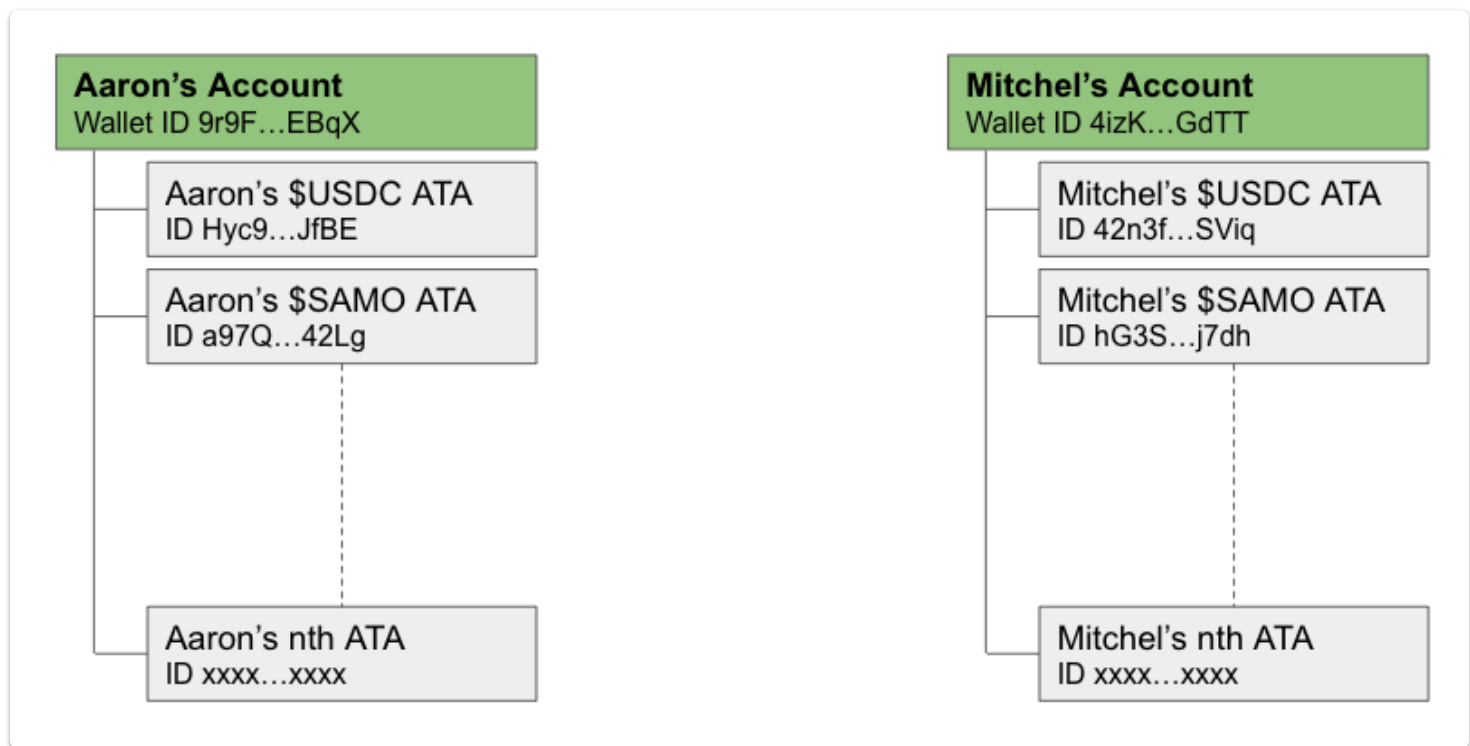 Aaron’s Account
Wallet ID 9r9F…EBqX
Aaron’s $USDC ATA
ID Hyc9…JfBE
Aaron’s $SAMO ATA
ID a97Q…42Lg
Aaron’s nth ATA
ID xxxx…xxxx
Mitchel’s Account
Wallet ID 4izK…GdTT
Mitchel’s $USDC ATA
ID 42n3f…SViq
Mitchel’s $SAMO ATA
ID hG3S…j7dh
Mitchel’s nth ATA
ID xxxx…xxxx